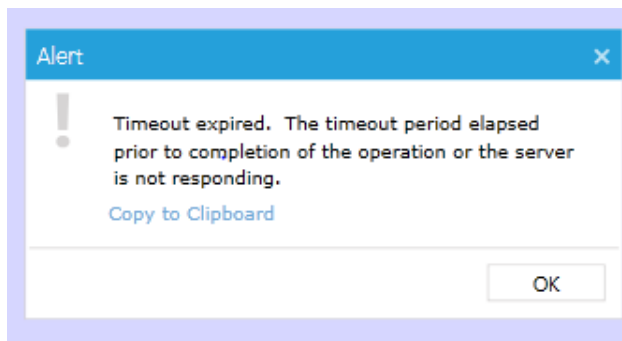 Alert
Timeout expired.  The timeout period elapsed
prior to completion of the operation or the server
is not responding.
Copy to Clipboard
OK